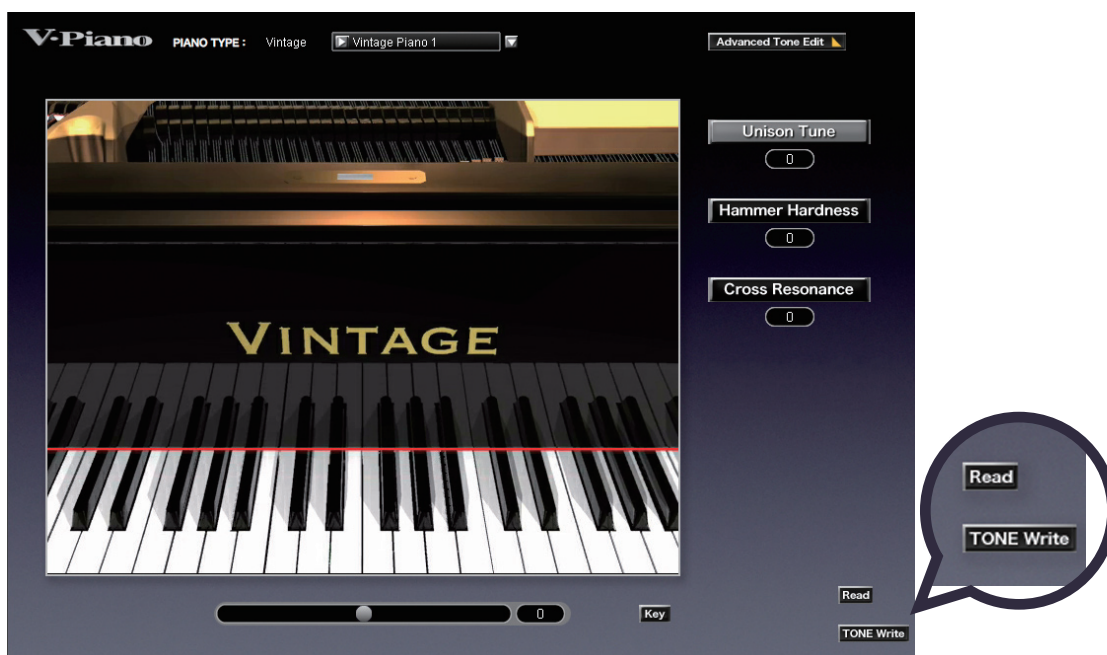 V-Piano PIANO TYPE : Vintage Vintage Piano 1 Advanced Tone Edit
Unison Tune
0
Hammer Hardness
0
Cross Resonance
0
VINTAGE
Read
TONE Write
0 Key
Read
TONE Write